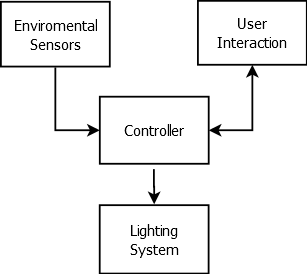 Enviromental
Sensors
User
Interaction
Controller
Lighting
System